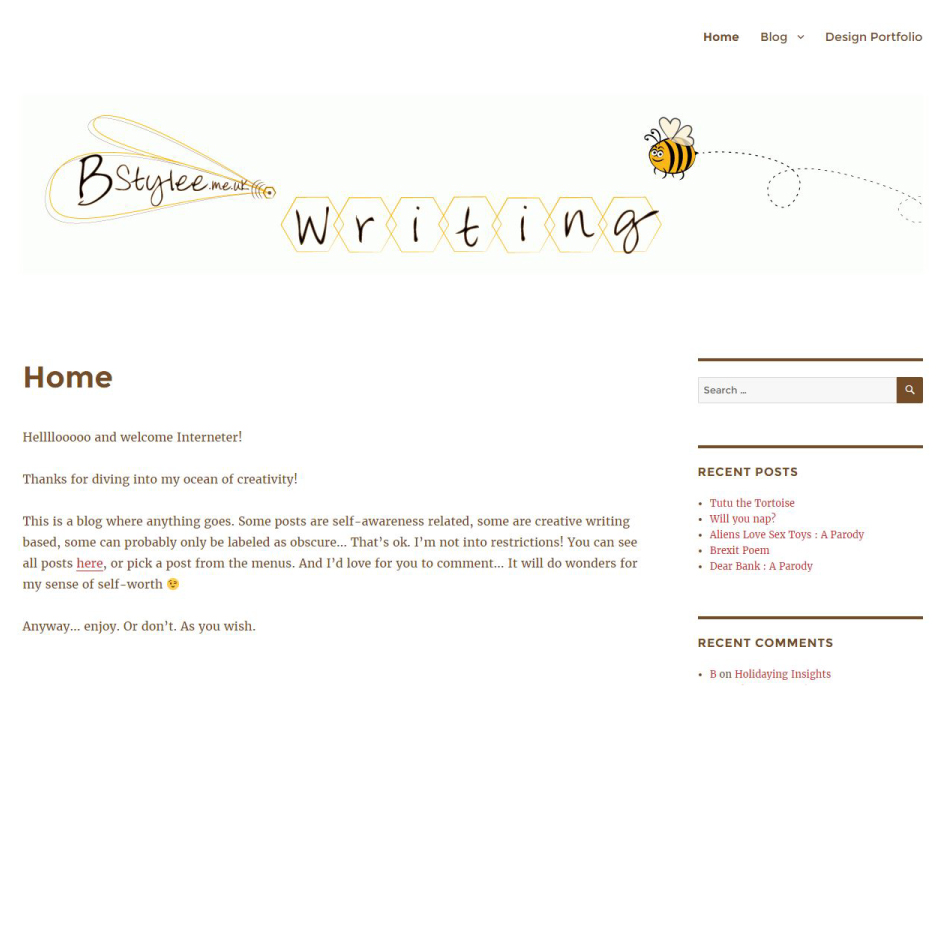 Home Blog Design Portfolio
BStylee.me.uk
Writing
Home
Search …
Hellllooooo and welcome Interneter!
Thanks for diving into my ocean of creativity!
This is a blog where anything goes. Some posts are self-awareness related, some are creative writing
based, some can probably only be labeled as obscure… That’s ok. I’m not into restrictions! You can see
all posts here, or pick a post from the menus. And I’d love for you to comment… It will do wonders for
my sense of self-worth 😉
Anyway… enjoy. Or don’t. As you wish.
RECENT POSTS
Tutu the Tortoise
Will you nap?
Aliens Love Sex Toys : A Parody
Brexit Poem
Dear Bank : A Parody
RECENT COMMENTS
B on Holidaying Insights